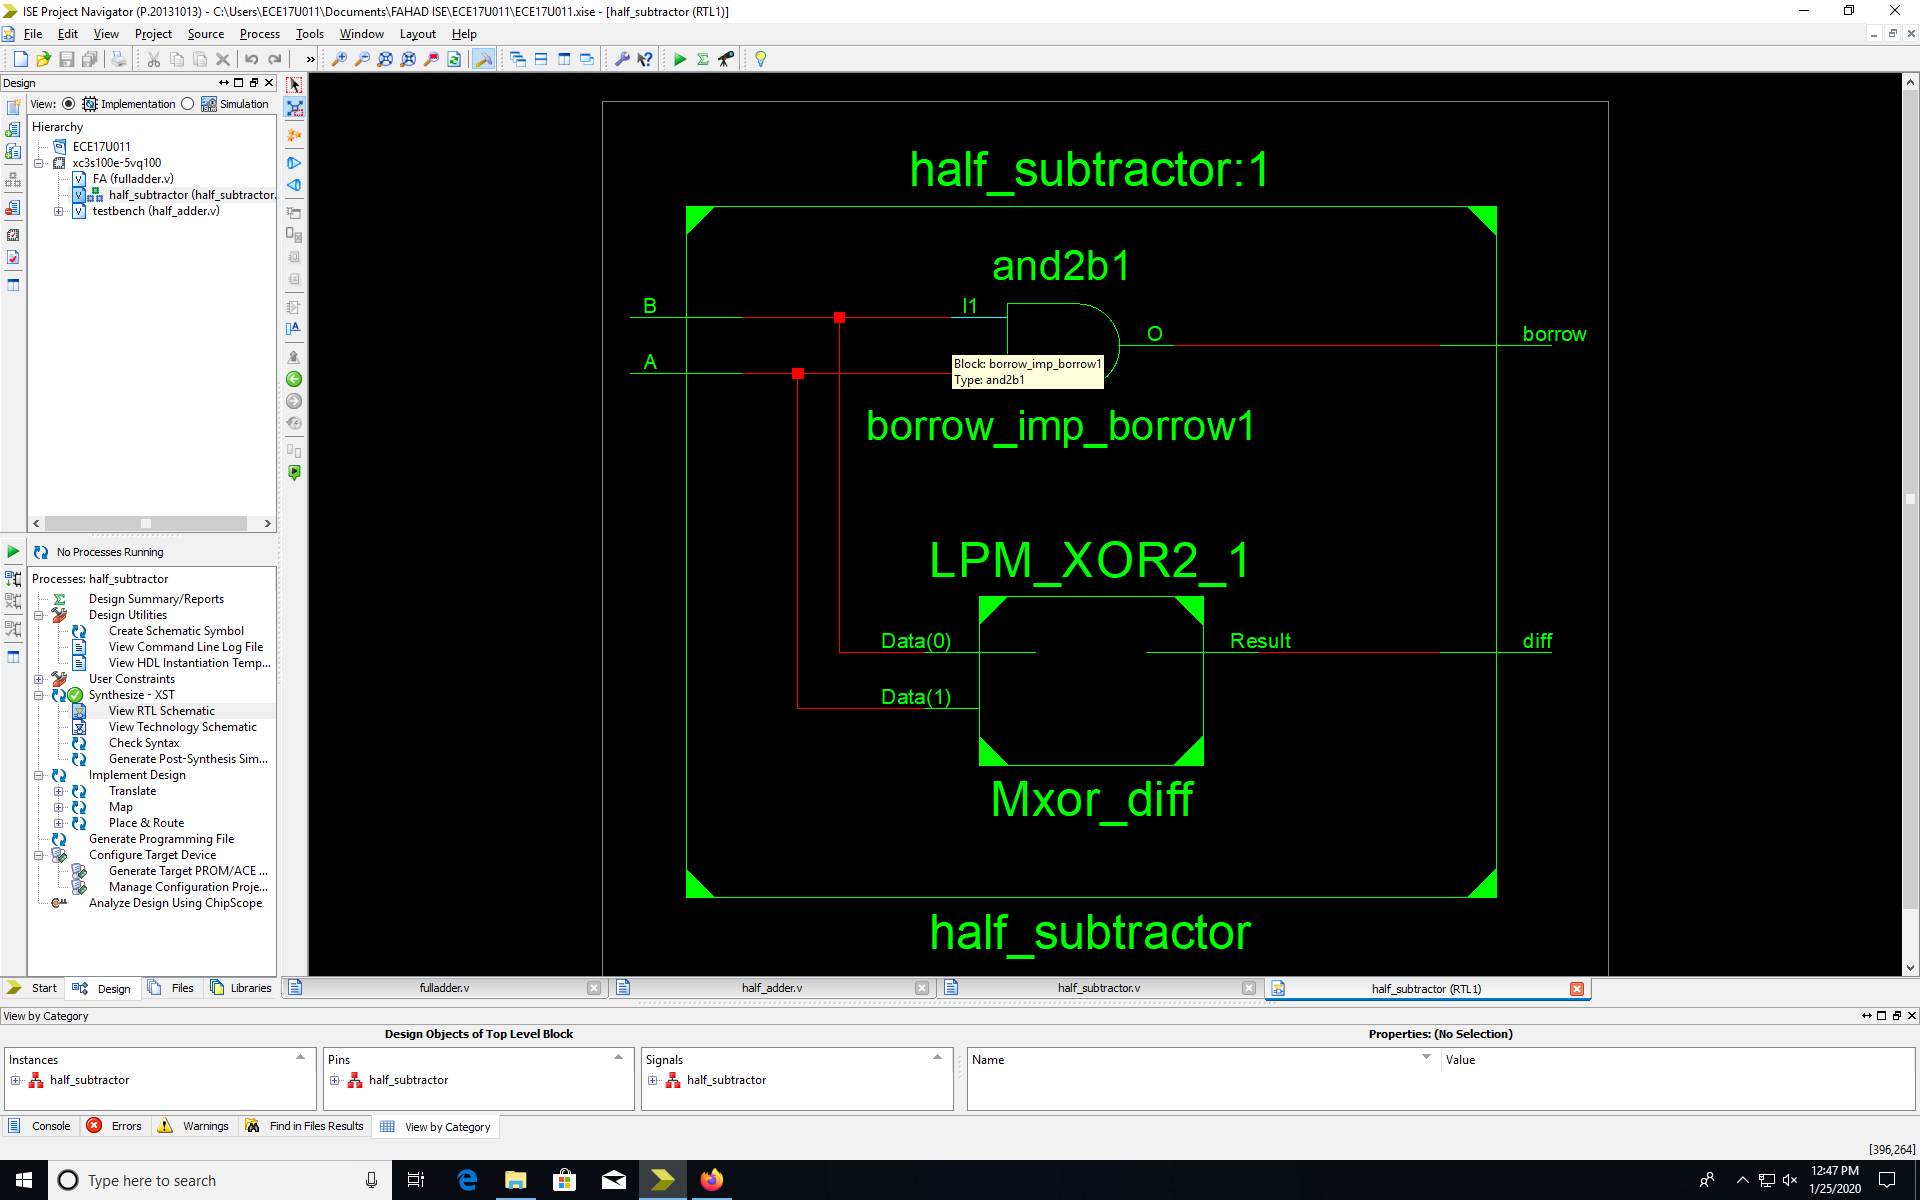 ISE Project Navigator (P.20131013) - C:\Users\ECE17U011\Documents\FAHAD ISE\ECE17U011\ECE17U011.xise - [half_subtractor (RTL1)]
File Edit View Project Source Process Tools Window Layout Help
»
Design
View: Implementation Simulation
Hierarchy
ECE17U011
xc3s100e-5vq100
FA (fulladder.v)
half_subtractor (half_subtractor.
testbench (half_adder.v)
No Processes Running
Processes: half_subtractor
Design Summary/Reports
Design Utilities
Create Schematic Symbol
View Command Line Log File
View HDL Instantiation Temp...
User Constraints
Synthesize - XST
View RTL Schematic
View Technology Schematic
Check Syntax
Generate Post-Synthesis Sim...
Implement Design
Translate
Map
Place & Route
Generate Programming File
Configure Target Device
Generate Target PROM/ACE ...
Manage Configuration Proje...
Analyze Design Using ChipScope
Start Design Files Libraries
half_subtractor:1
and2b1
B I1
O borrow
A
Block: borrow_imp_borrow1
Type: and2b1
borrow_imp_borrow1
LPM_XOR2_1
Data(0) Result diff
Data(1)
Mxor_diff
half_subtractor
fulladder.v half_adder.v half_subtractor.v half_subtractor (RTL1)
View by Category
Design Objects of Top Level Block Properties: (No Selection)
Instances Pins Signals Name Value
half_subtractor half_subtractor half_subtractor
Console Errors Warnings Find in Files Results View by Category
[396,264]
Type here to search
12:47 PM
1/25/2020